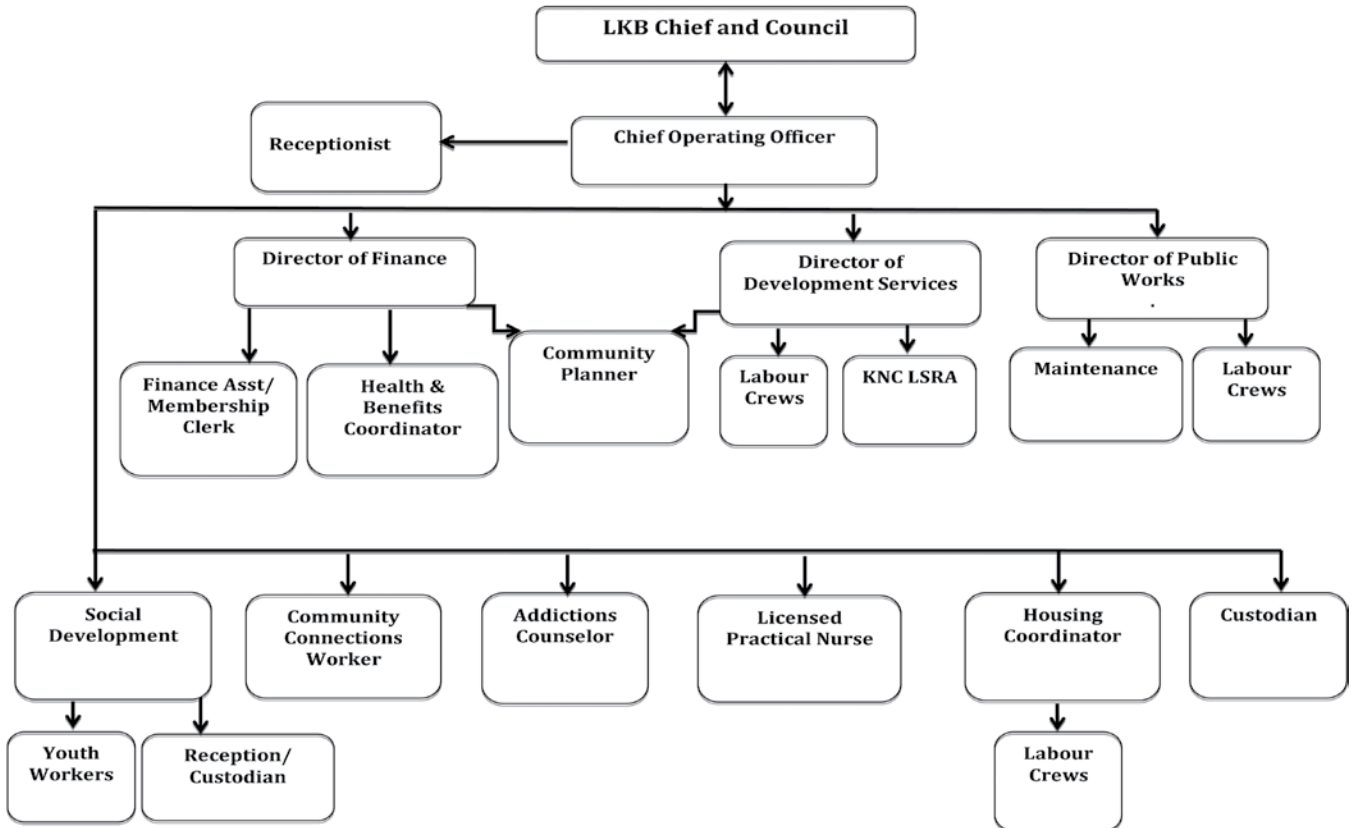 LKB Chief and Council
Receptionist
Chief Operating Officer
Director of Finance
Director of
Development Services
Director of Public
Works
.
Finance Asst/
Membership
Clerk
Health &
Benefits
Coordinator
Community
Planner
Labour
Crews
KNC LSRA
Maintenance
Labour
Crews
Social
Development
Community
Connections
Worker
Addictions
Counselor
Licensed
Practical Nurse
Housing
Coordinator
Custodian
Youth
Workers
Reception/
Custodian
Labour
Crews